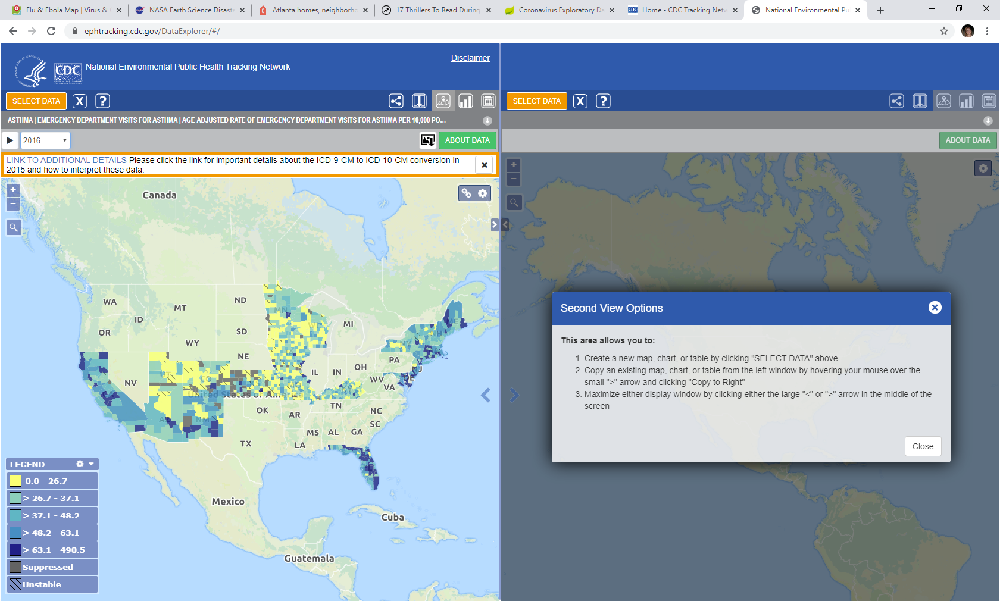 Flu & Ebola Map | Virus &
NASA Earth Science Disaste
Atlanta homes, neighborho
17 Thrillers To Read During
Coronavirus Exploratory Da
CDC
Home - CDC Tracking Netw
National Environmental Pu
ephtracking.cdc.gov/DataExplorer/#/
CDC
National Environmental Public Health Tracking Network
Disclaimer
SELECT DATA
X
?
SELECT DATA
X
?
ASTHMA | EMERGENCY DEPARTMENT VISITS FOR ASTHMA | AGE-ADJUSTED RATE OF EMERGENCY DEPARTMENT VISITS FOR ASTHMA PER 10,000 PO...
2016
ABOUT DATA
ABOUT DATA
LINK TO ADDITIONAL DETAILS Please click the link for important details about the ICD-9-CM to ICD-10-CM conversion in
2015 and how to interpret these data.
Canada
WA
MT
ND
MN
ID
OR
SD
WY
MI
ME
NE
PA
OH
NV
IL
IN
WV
DE
VA
CO
United States of America
OK
AR
TN
NC
AZ
NM
SC
MS
AL
GA
TX
LA
Mexico
Cuba
Guatemala
LEGEND
0.0 - 26.7
> 26.7 - 37.1
> 37.1 - 48.2
> 48.2 - 63.1
> 63.1 - 490.5
Suppressed
Unstable
Second View Options
This area allows you to:
1. Create a new map, chart, or table by clicking "SELECT DATA" above
2. Copy an existing map, chart, or table from the left window by hovering your mouse over the
small ">" arrow and clicking "Copy to Right"
3. Maximize either display window by clicking either the large "<" or ">" arrow in the middle of the
screen
Close